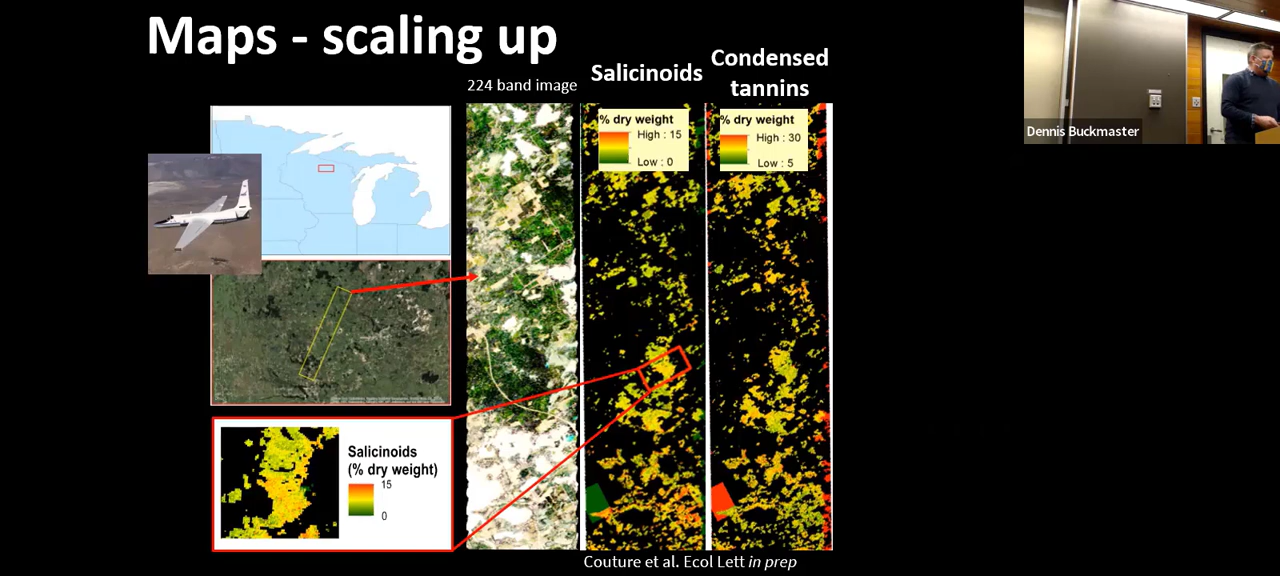 Maps - scaling up
224 band image
Salicinoids
Condensed
tannins
% dry weight
High : 15
Low : 0
% dry weight
High : 30
Low : 5
Salicinoids
(% dry weight)
15
0
Couture et al. Ecol Lett in prep
Dennis Buckmaster